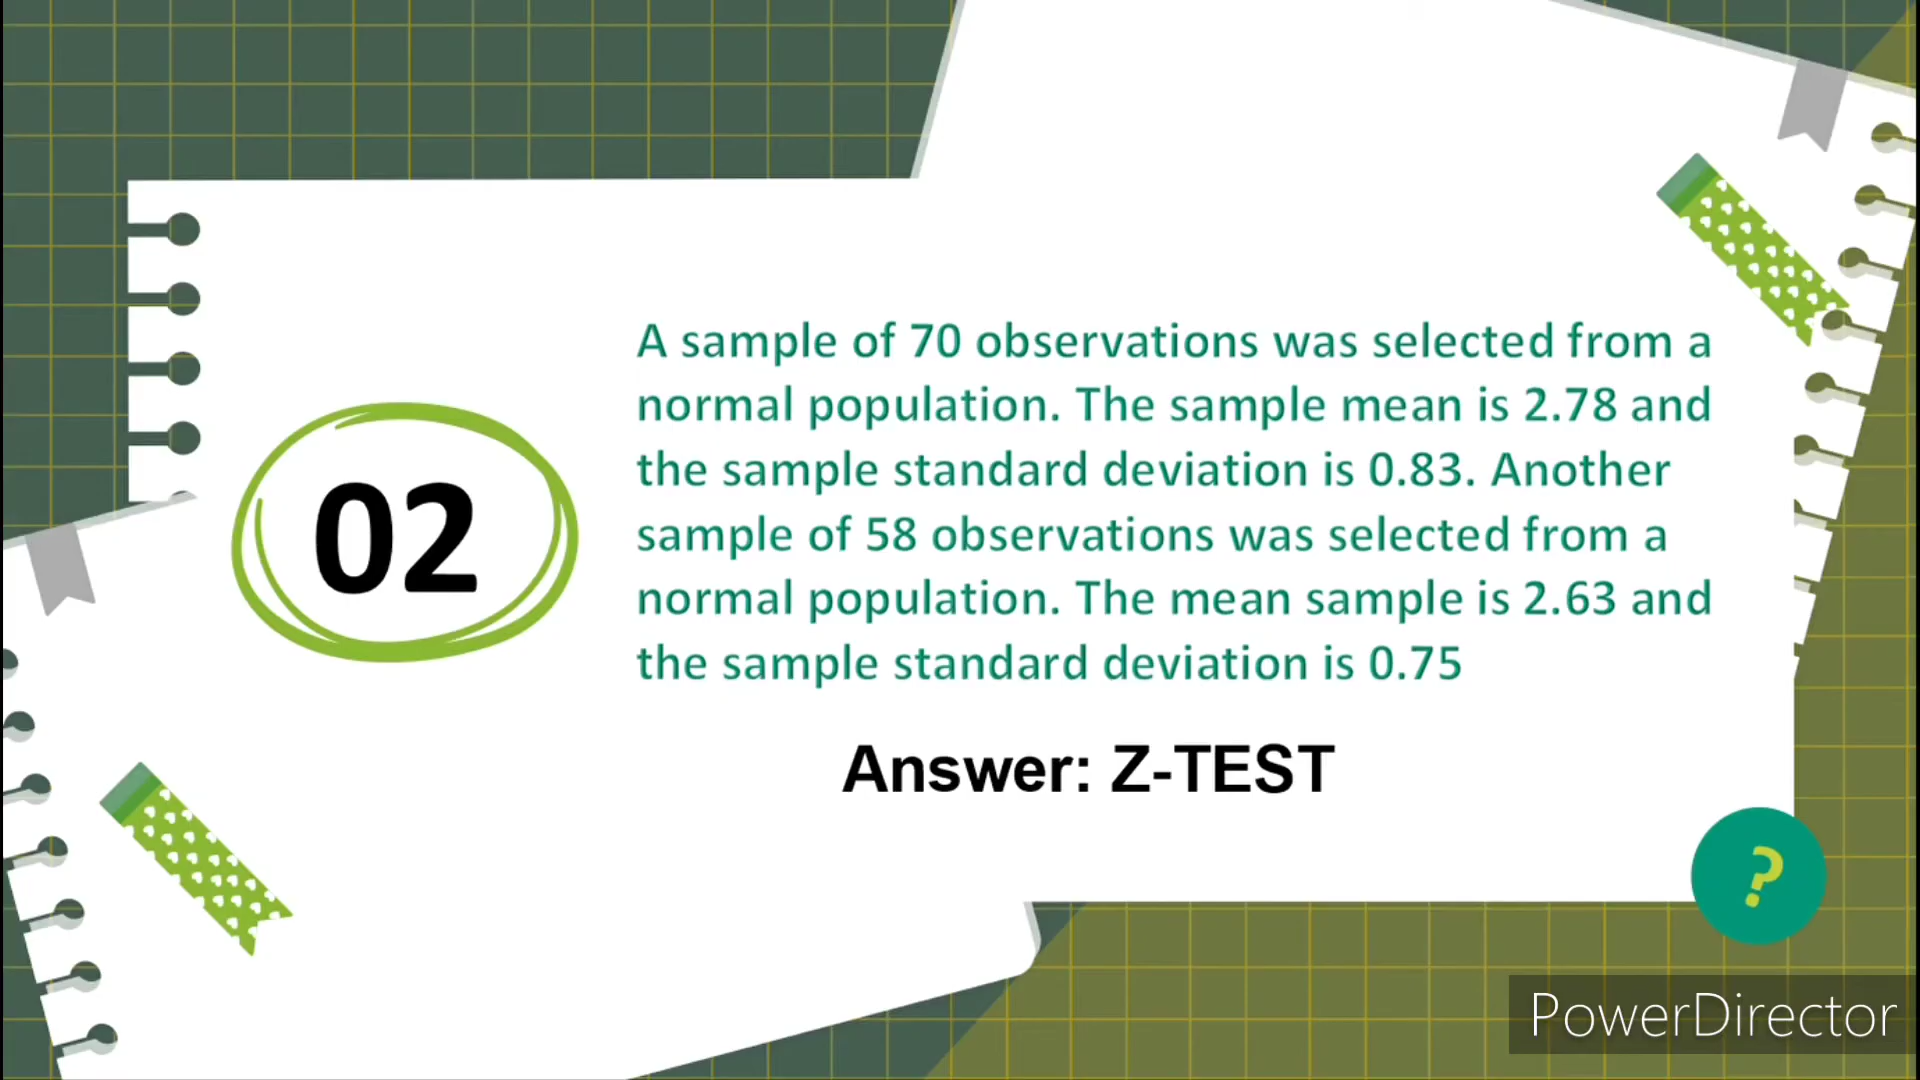 A sample of 70 observations was selected from a
normal population. The sample mean is 2.78 and
the sample standard deviation is 0.83. Another
sample of 58 observations was selected from a
normal population. The mean sample is 2.63 and
the sample standard deviation is 0.75
02
Answer: Z-TEST
?
PowerDirector